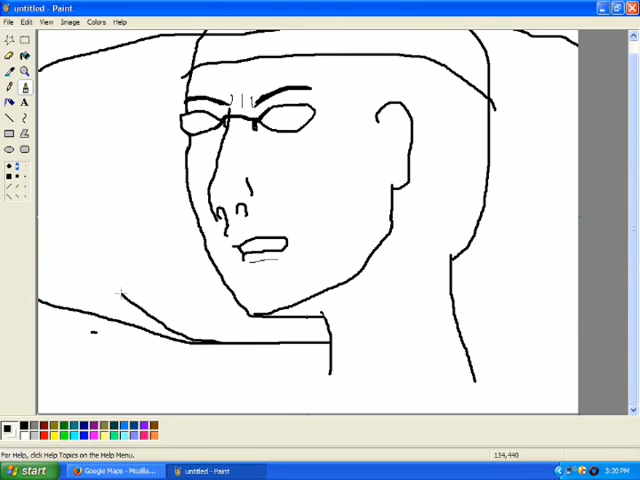 untitled - Paint
File Edit View Image Colors Help
For Help, click Help Topics on the Help Menu.
134,440
start
Google Maps - Mozilla...
untitled - Paint
3:20 PM